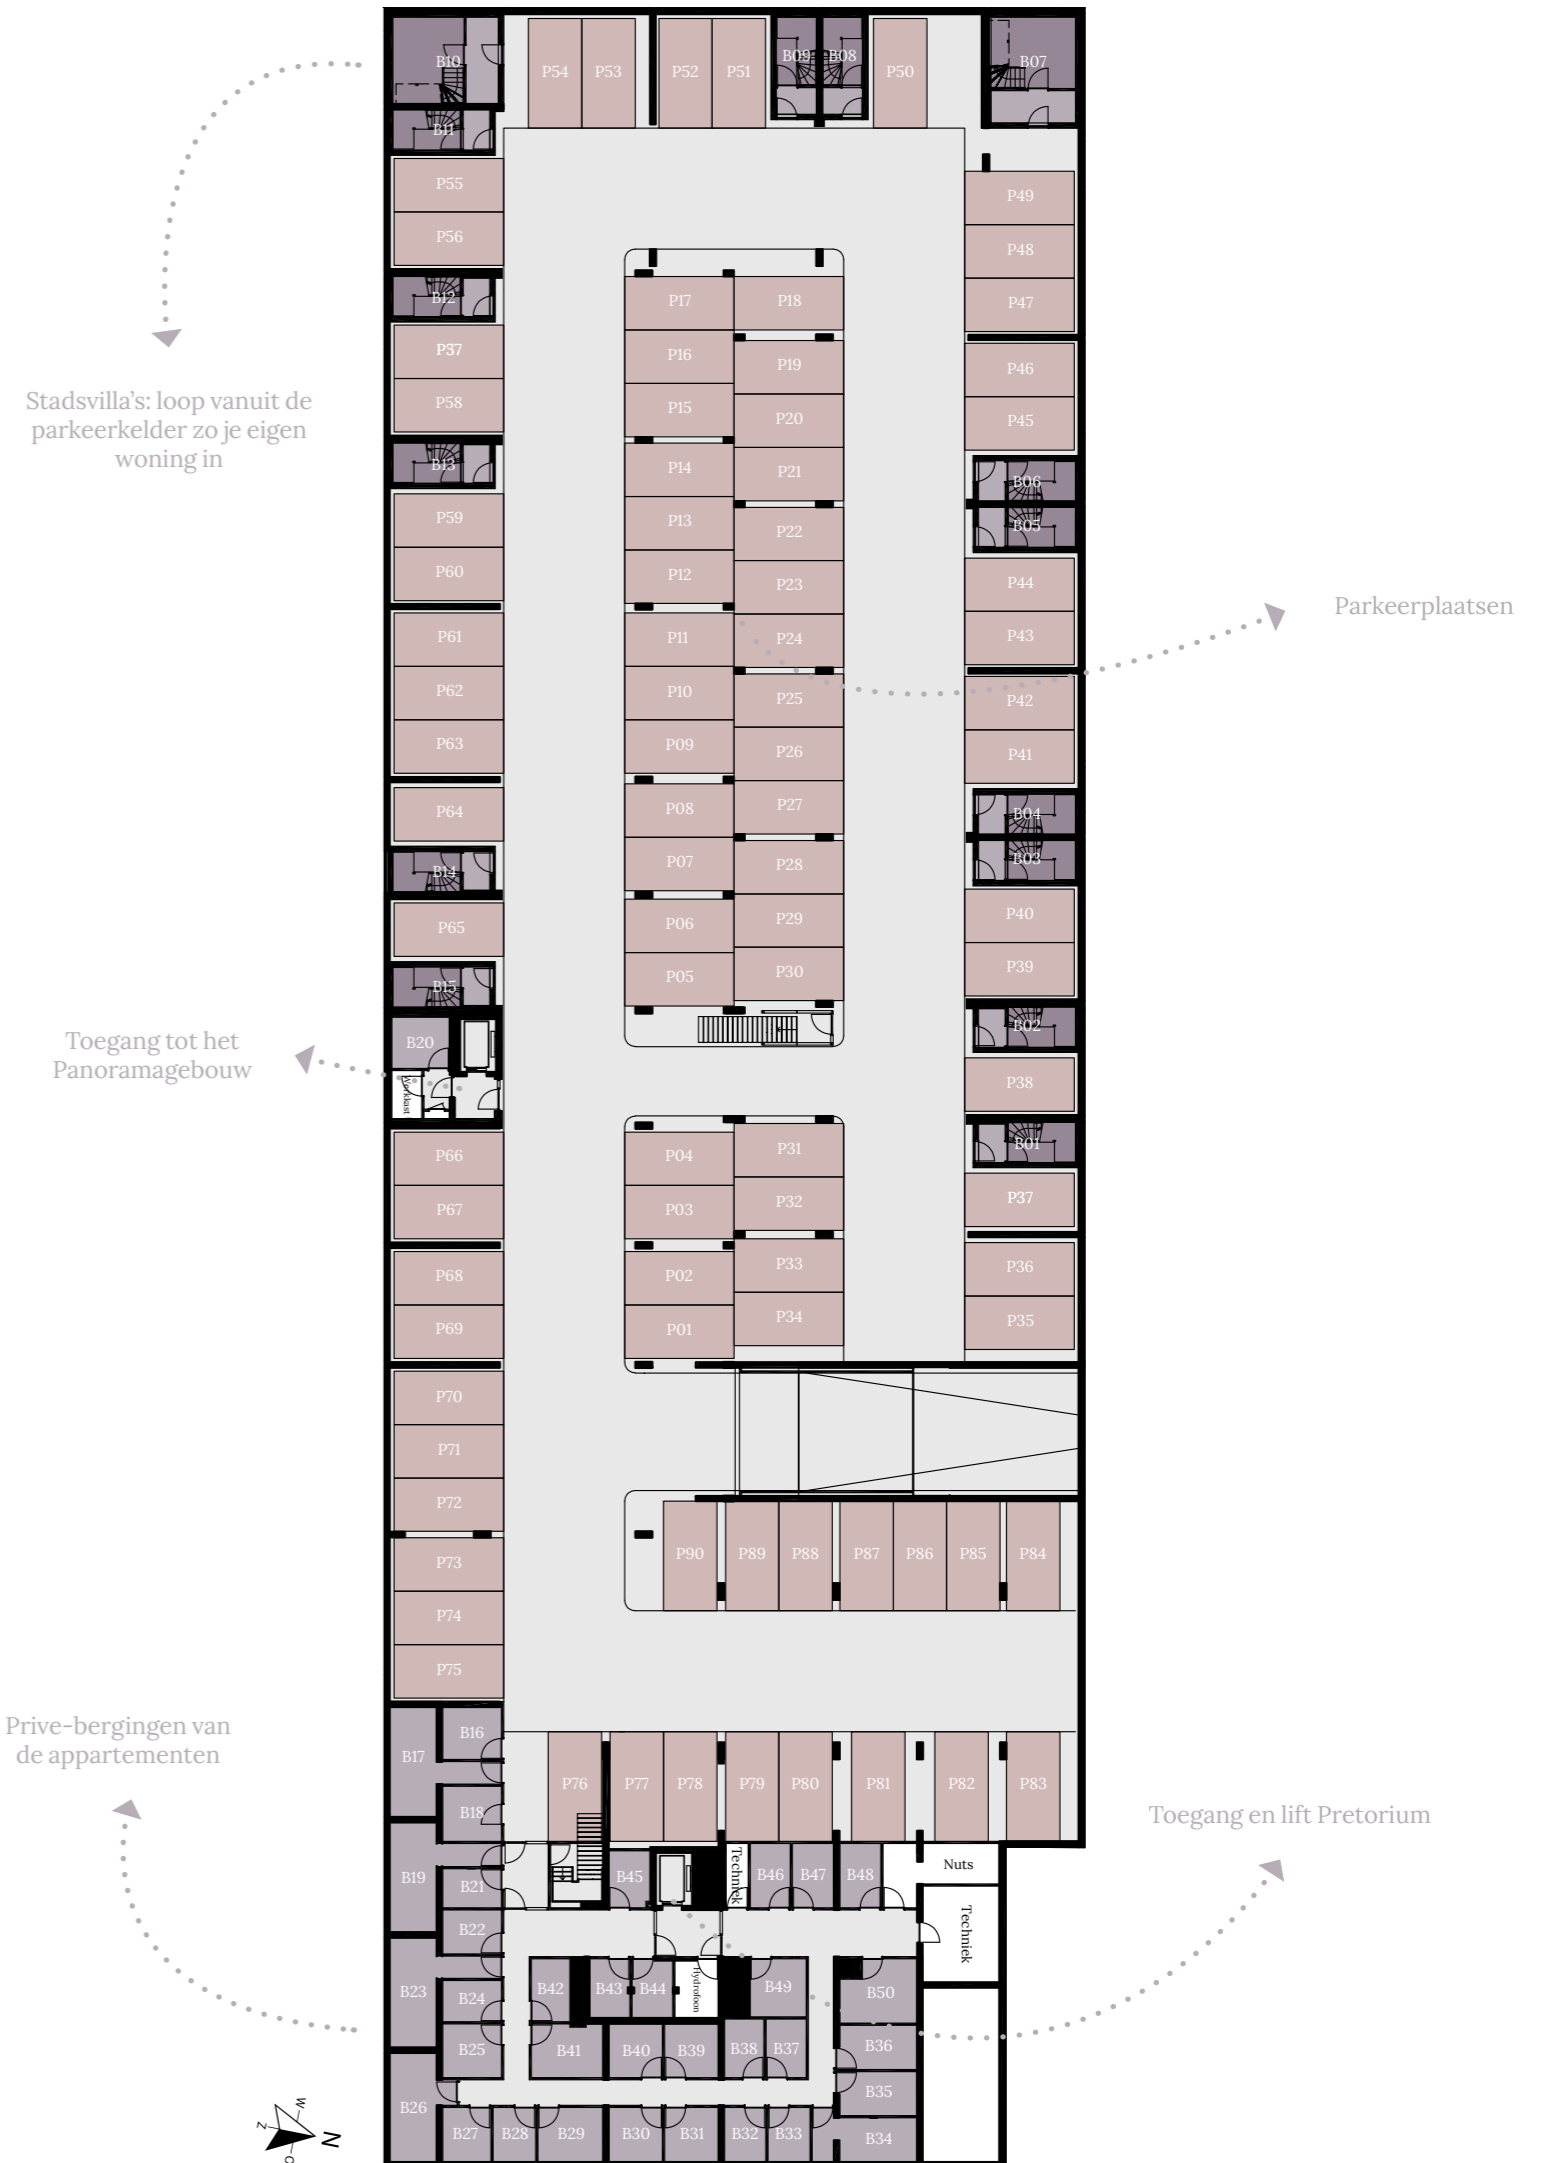 B10
P54
P53
P52
P51
B09
B08
P50
B07
B11
P55
P56
P49
P48
P47
B12
P37
P58
P17
P18
P16
P19
P15
P20
P46
P45
Stadsvilla's: loop vanuit de
parkeerkelder zo je eigen
woning in
B13
P14
P21
B06
B05
P59
P60
P13
P22
P12
P23
P44
P43
Parkeerplaatsen
P61
P62
P63
P11
P24
P10
P25
P09
P26
P42
P41
P64
P08
P27
B04
B03
B14
P07
P28
P65
P06
P29
P40
P39
B15
P05
P30
B02
Toegang tot het
Panoramagebouw
B20
Werkkast
P38
B01
P66
P67
P04
P31
P03
P32
P37
P68
P69
P02
P33
P01
P34
P36
P35
P70
P71
P72
P73
P74
P75
P90
P89
P88
P87
P86
P85
P84
Prive-bergingen van
de appartementen
B17
B16
B18
P76
P77
P78
P79
P80
P81
P82
P83
Toegang en lift Pretorium
B19
B21
B22
B45
Techniek
B46
B47
B48
Nuts
Techniek
B23
B24
B25
B42
B43
B44
Hydrofoon
B49
B50
B41
B40
B39
B38
B37
B36
B35
B26
B27
B28
B29
B30
B31
B32
B33
B34
W
Z
N
O